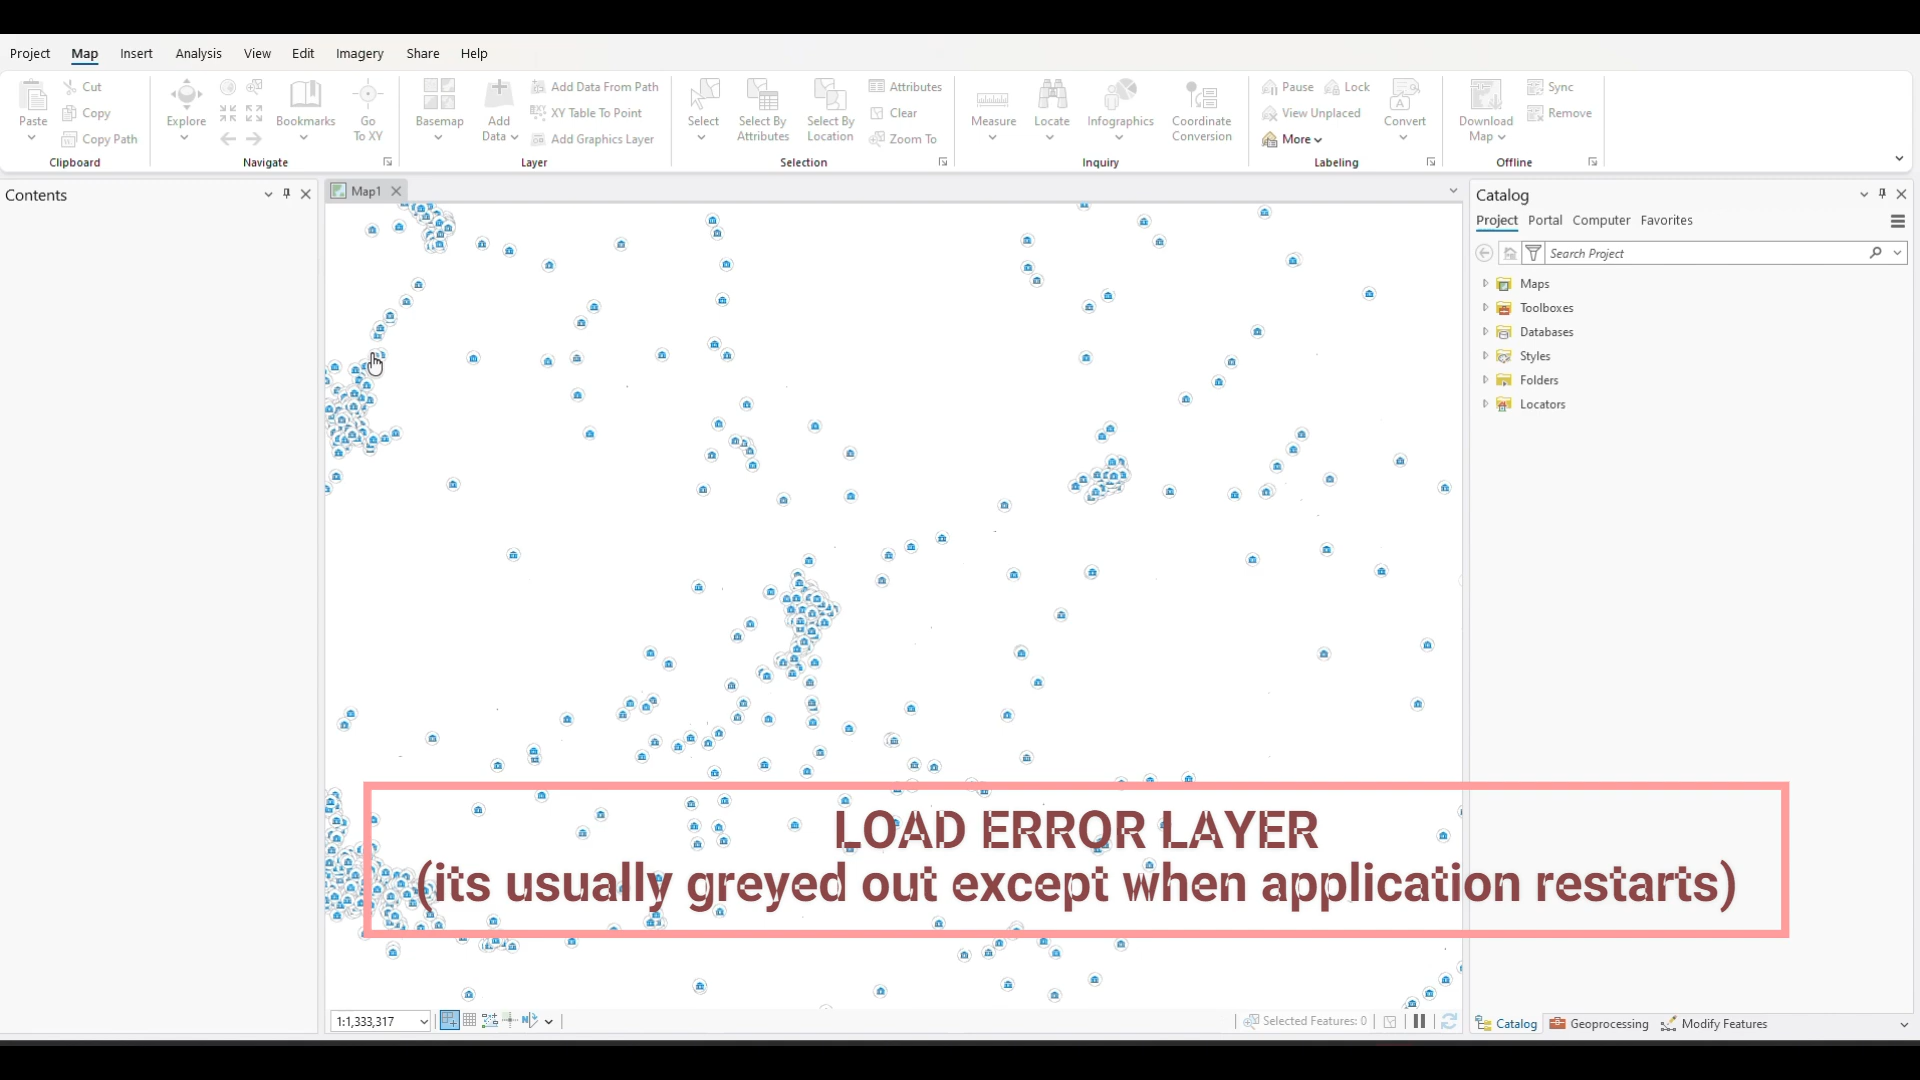 Project Map Insert Analysis View Edit Imagery Share Help
Paste
Cut
Copy
Copy Path
Clipboard
Explore
Bookmarks
Go
To XY
Navigate
Basemap
Add
Data
Add Data From Path
XY Table To Point
Add Graphics Layer
Layer
Select
Select By
Attributes
Select By
Location
Attributes
Clear
Zoom To
Selection
Measure
Locate
Infographics
Coordinate
Conversion
Inquiry
Pause
Lock
View Unplaced
More
Convert
Labeling
Download
Map
Sync
Remove
Offline
Contents
Map1
Catalog
Project Portal Computer Favorites
Search Project
Maps
Toolboxes
Databases
Styles
Folders
Locators
LOAD ERROR LAYER
(its usually greyed out except when application restarts)
1:1,333,317
Selected Features: 0
Catalog Geoprocessing Modify Features